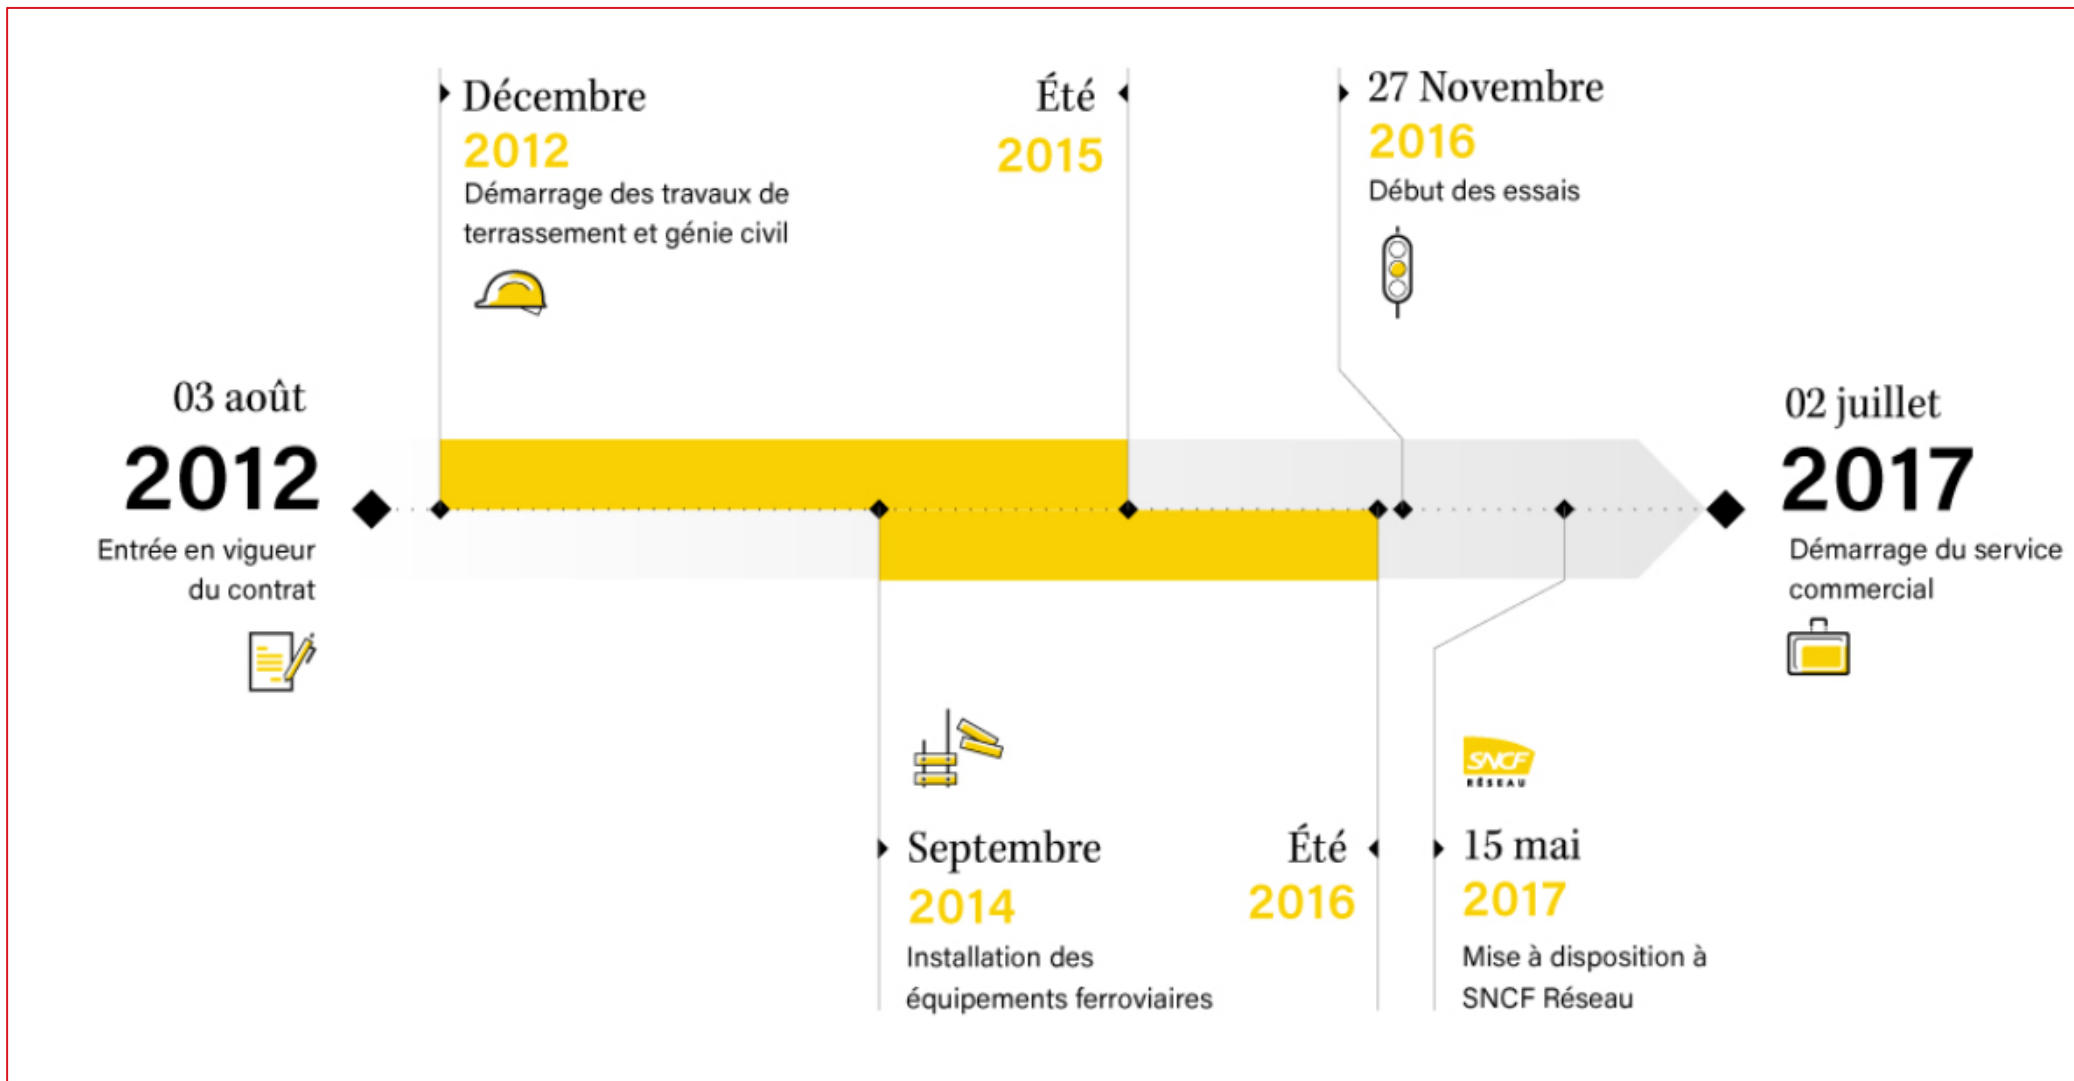 Décembre
2012
Démarrage des travaux de
terrassement et génie civil
Été
2015
27 Novembre
2016
Début des essais
03 août
2012
Entrée en vigueur
du contrat
02 juillet
2017
Démarrage du service
commercial
Septembre
2014
Installation des
équipements ferroviaires
Été
2016
SNCF
RÉSEAU
15 mai
2017
Mise à disposition à
SNCF Réseau